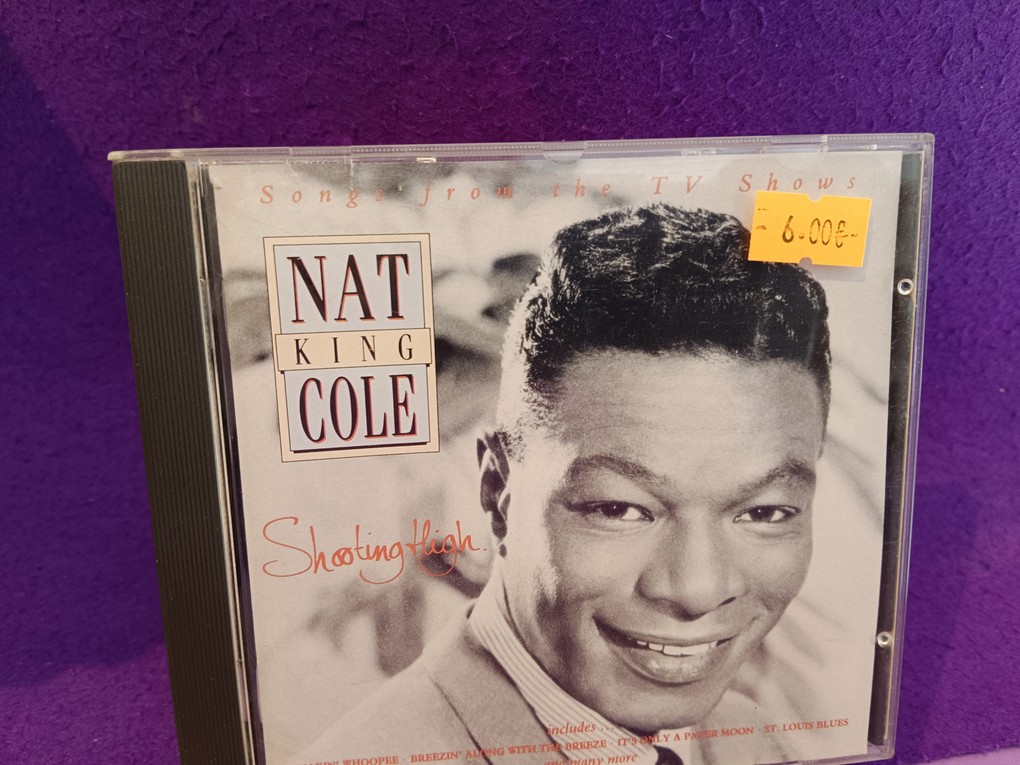 Songs from the TV Shows
6.00€
NAT
KING
COLE
Shooting High.
includes...
WHOOPEE · BREEZIN' ALONG WITH THE BREEZE · IT'S ONLY A PAPER MOON · ST. LOUIS BLUES
many more